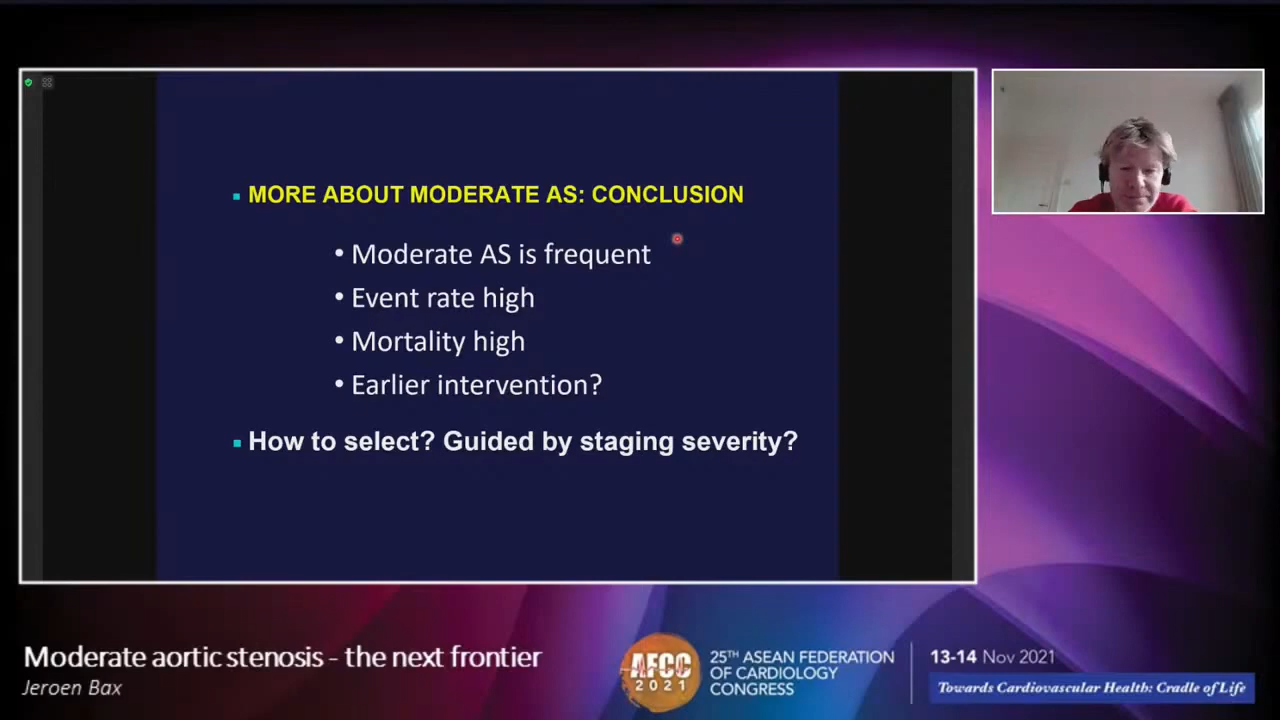 MORE ABOUT MODERATE AS: CONCLUSION
• Moderate AS is frequent
• Event rate high
• Mortality high
• Earlier intervention?
How to select? Guided by staging severity?
Moderate aortic stenosis - the next frontier
Jeroen Bax
AFCC
2021
25TH ASEAN FEDERATION
OF CARDIOLOGY
CONGRESS
13-14 Nov 2021
Towards Cardiovascular Health: Cradle of Life